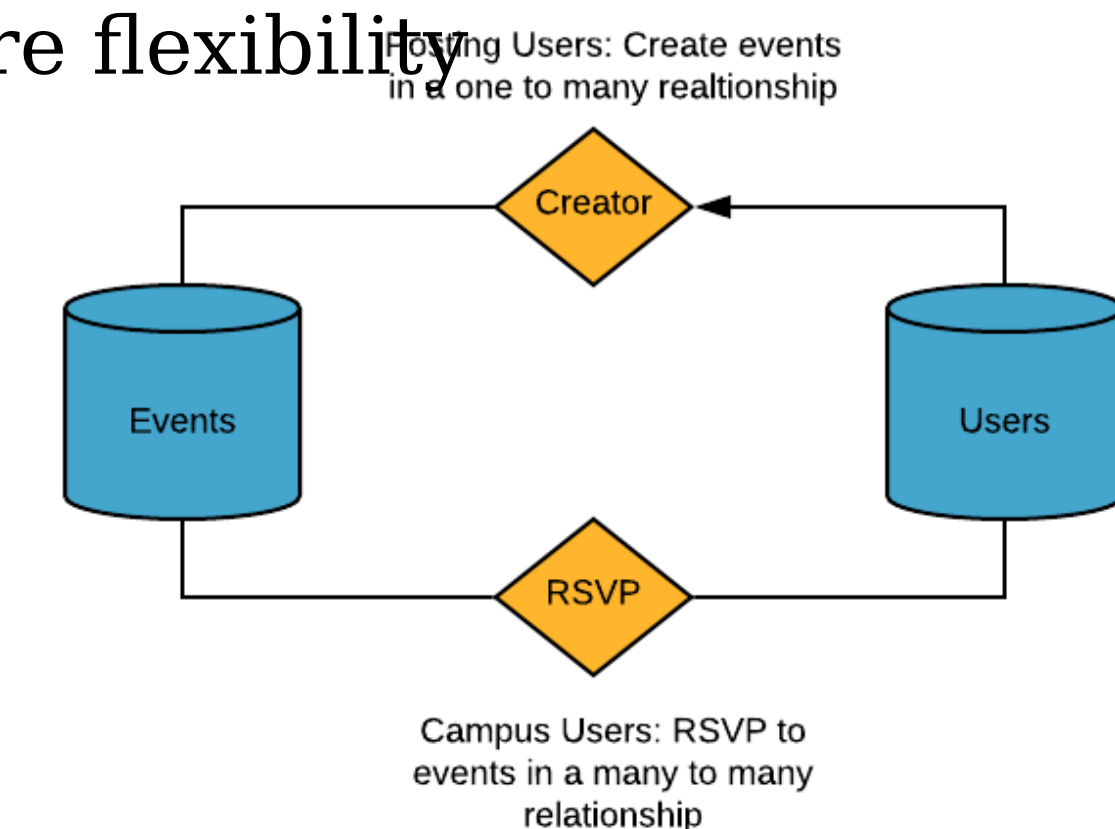 re flexibility
Posting Users: Create events
in a one to many realtionship
Creator
Events
Users
RSVP
Campus Users: RSVP to
events in a many to many
relationship